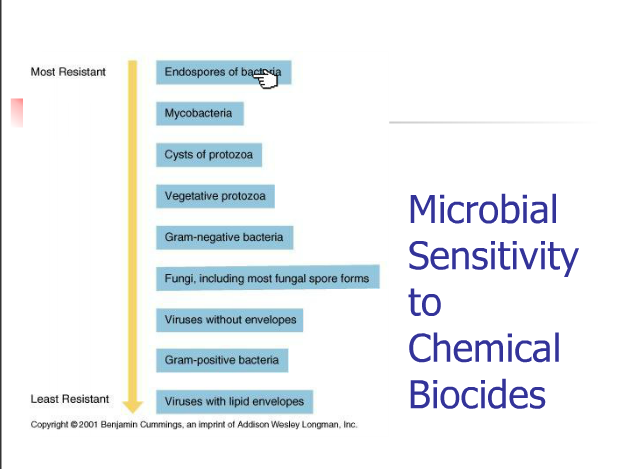 Most Resistant
Endospores of bacteria
Mycobacteria
Cysts of protozoa
Vegetative protozoa
Gram-negative bacteria
Fungi, including most fungal spore forms
Viruses without envelopes
Gram-positive bacteria
Least Resistant
Viruses with lipid envelopes
Copyright ©2001 Benjamin Cummings, an imprint of Addison Wesley Longman, Inc.
Microbial
Sensitivity
to
Chemical
Biocides